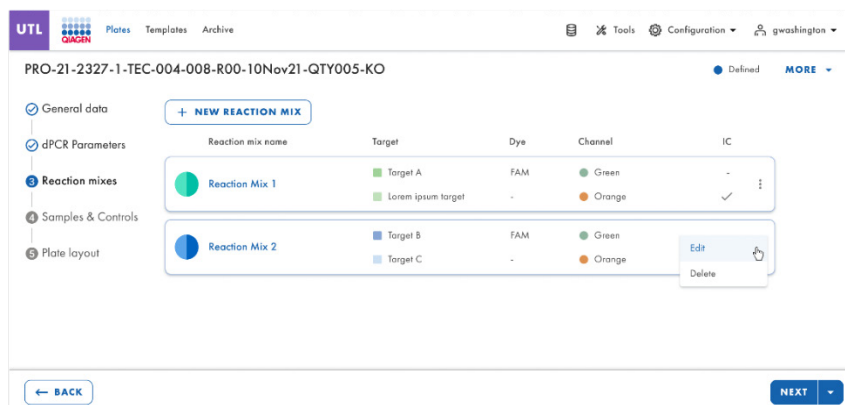 UTL QIAGEN Plates Templates Archive Tools Configuration gwashington
PRO-21-2327-1-TEC-004-008-R00-10Nov21-QTY005-KO Defined MORE
General data
+ NEW REACTION MIX
Reaction mix name Target Dye Channel IC
dPCR Parameters
Target A FAM Green -
3 Reaction mixes
Reaction Mix 1
Lorem ipsum target - Orange
4 Samples & Controls
Target B FAM Green
Reaction Mix 2
Edit
5 Plate layout
Target C - Orange
Delete
← BACK NEXT